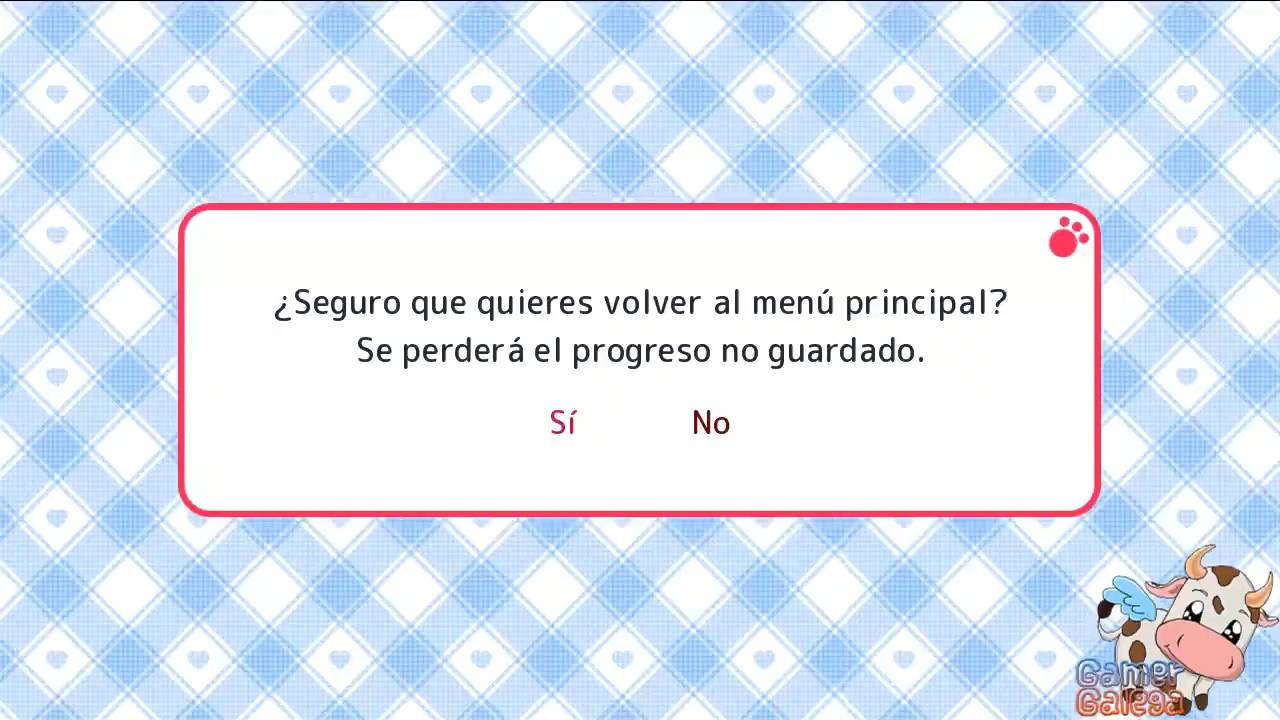 ¿Seguro que quieres volver al menú principal?
Se perderá el progreso no guardado.
Sí No
Gamer
Galega